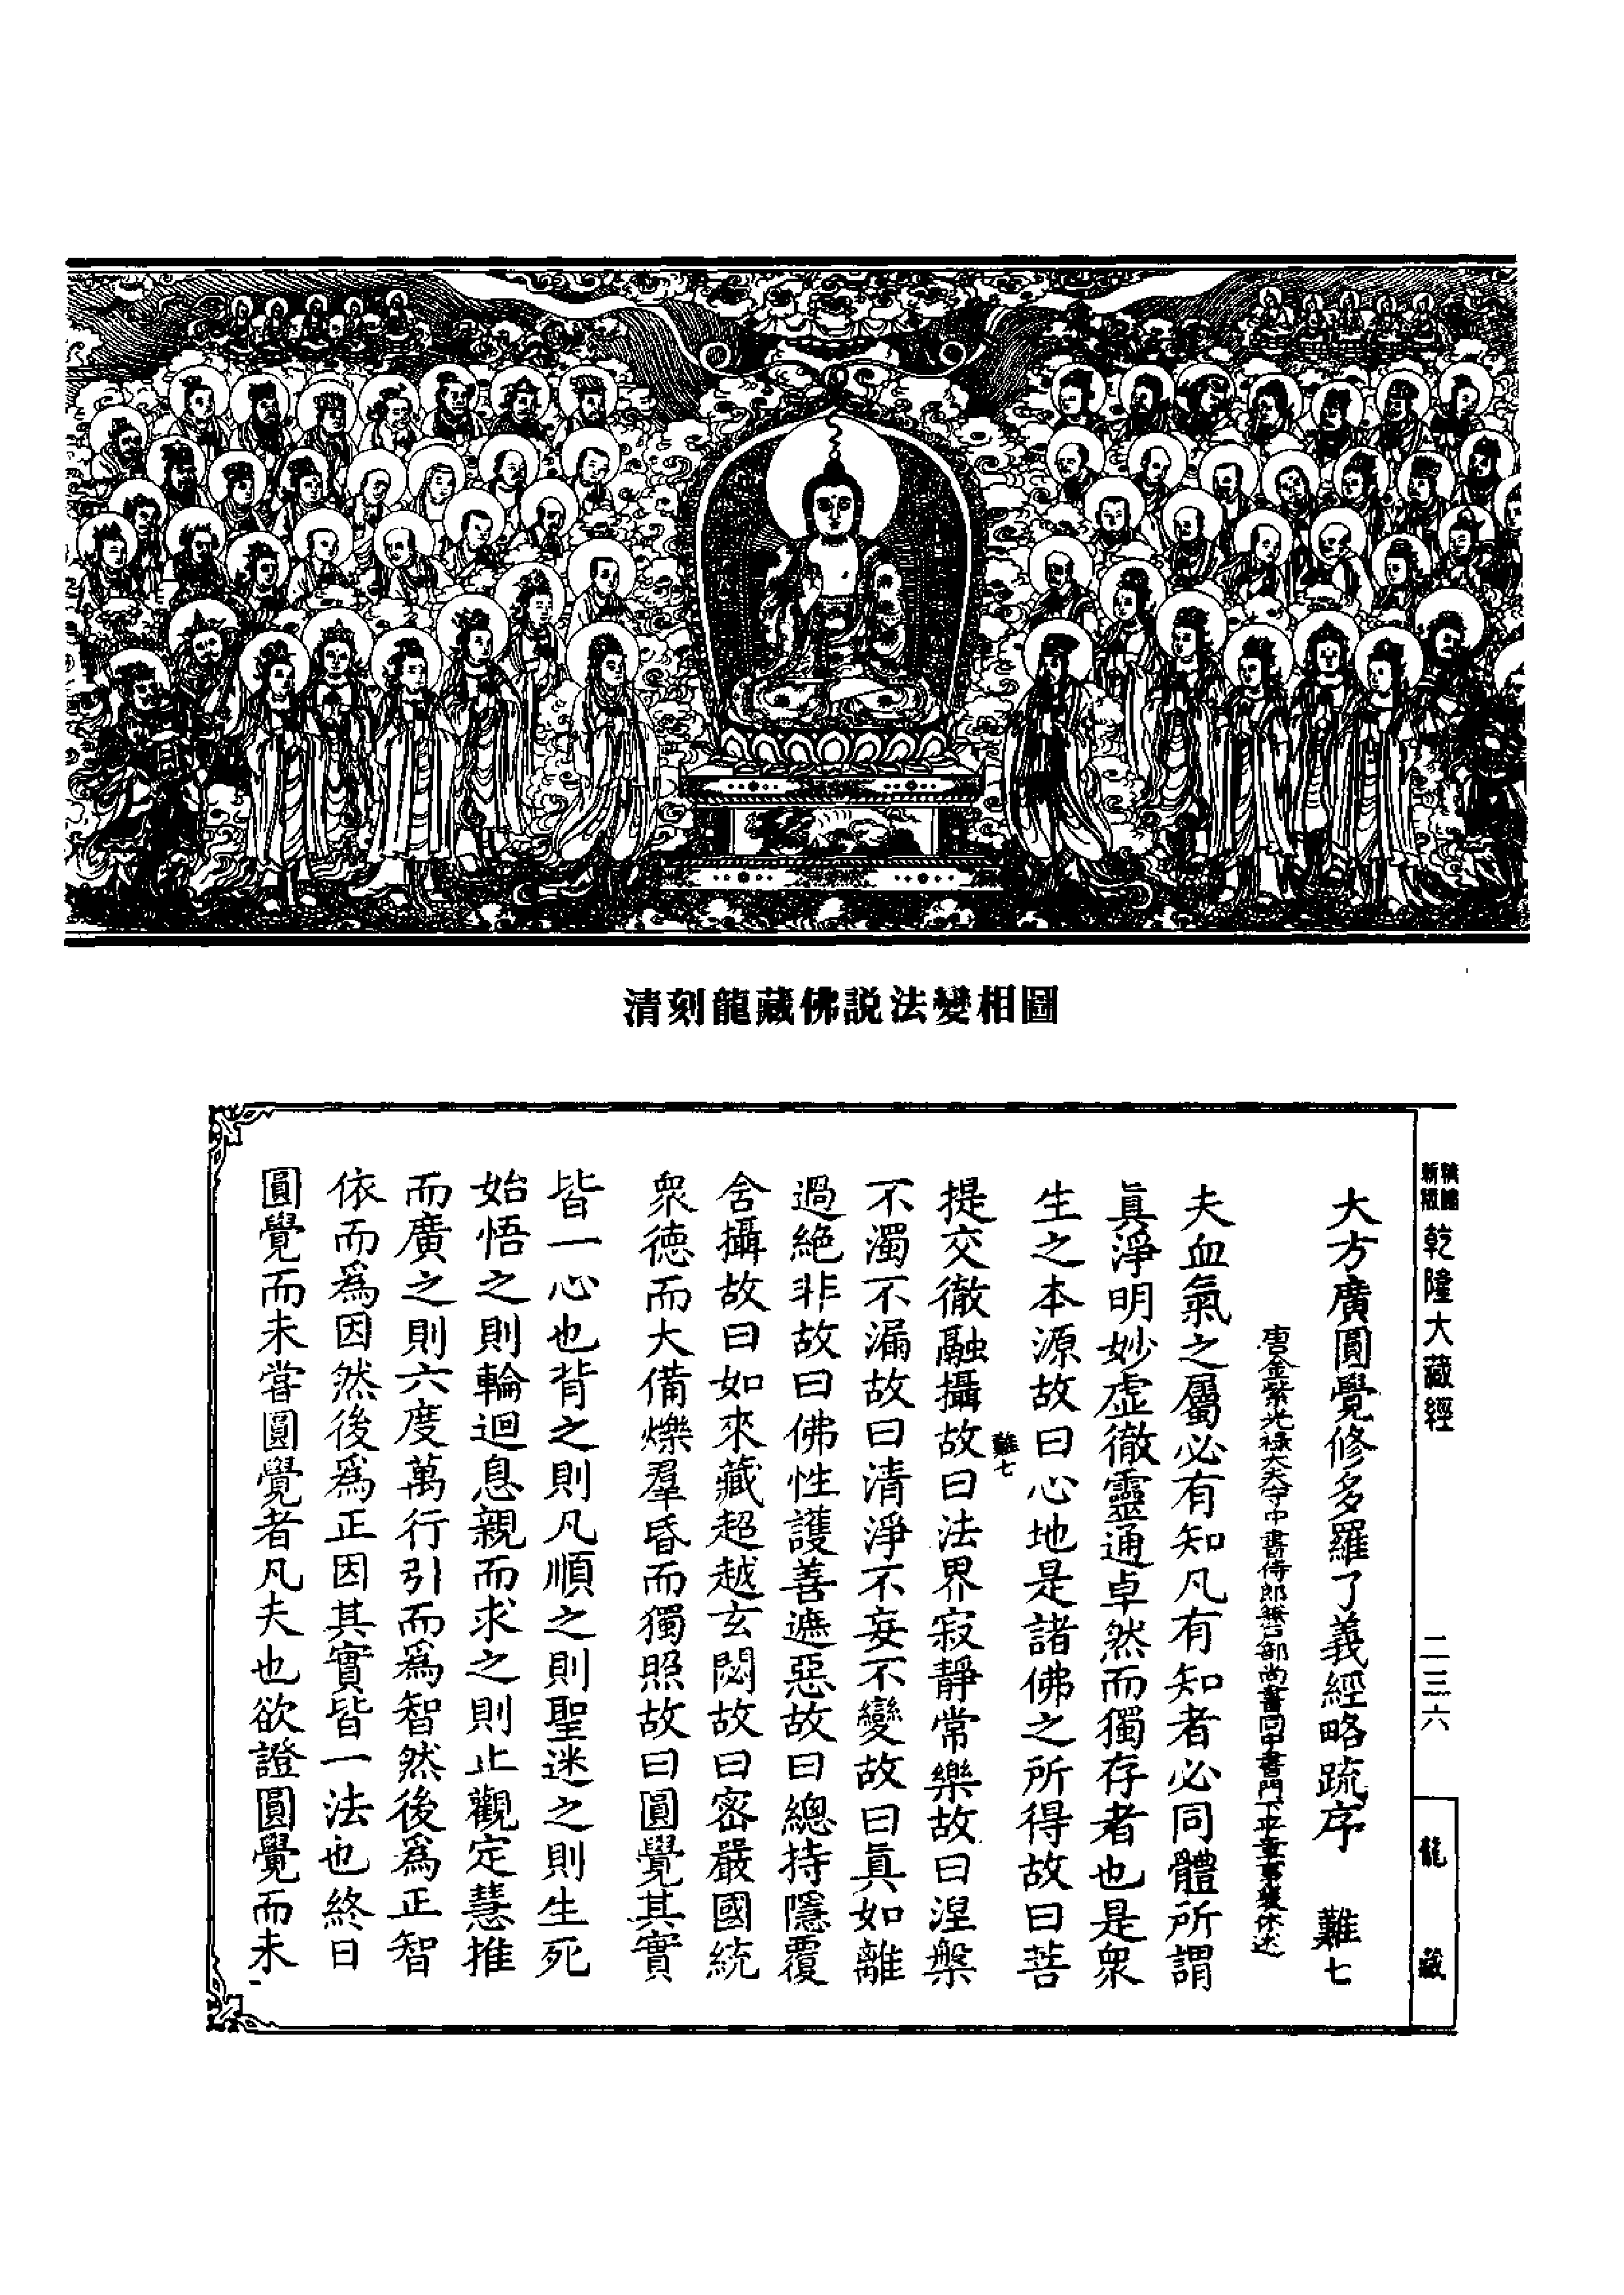 清刻龍藏佛説法變相圖
新版
乾隆大藏經
二三六
龍藏
大方廣圓覺修多羅了義經略疏序 難七
唐金紫光祿大夫守中書侍郎兼戶部尚書同中書門下平章事裴休述
夫血氣之屬必有知凡有知者必同體所謂
真淨明妙虛徹靈通卓然而獨存者也是衆
生之本源故曰心地是諸佛之所得故曰菩
難七
提交徹融攝故曰法界寂靜常樂故曰涅槃
不濁不漏故曰清淨不妄不變故曰眞如離
過絕非故曰佛性護善遮惡故曰總持隱覆
含攝故曰如來藏超越玄閟故曰密嚴國統
衆德而大備爍羣昏而獨照故曰圓覺其實
皆一心也背之則凡順之則聖迷之則生死
始悟之則輪迴息親而求之則止觀定慧推
而廣之則六度萬行引而爲智然後爲正智
依而爲因然後爲正因其實皆一法也終日
圓覺而未嘗圓覺者凡夫也欲證圓覺而未